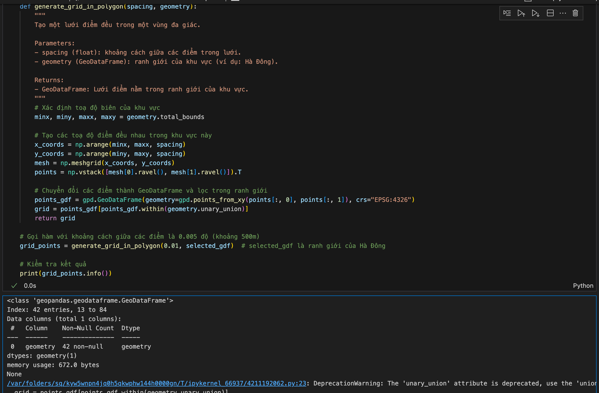 def generate_grid_in_polygon(spacing, geometry):
"""
Tạo một lưới điểm đều trong một vùng đa giác.
Parameters:
- spacing (float): khoảng cách giữa các điểm trong lưới.
- geometry (GeoDataFrame): ranh giới của khu vực (ví dụ: Hà Đông).
Returns:
- GeoDataFrame: Lưới điểm nằm trong ranh giới của khu vực.
"""
# Xác định toạ độ biên của khu vực
minx, miny, maxx, maxy = geometry.total_bounds
# Tạo các toạ độ điểm đều nhau trong khu vực này
x_coords = np.arange(minx, maxx, spacing)
y_coords = np.arange(miny, maxy, spacing)
mesh = np.meshgrid(x_coords, y_coords)
points = np.vstack([mesh[0].ravel(), mesh[1].ravel()]).T
# Chuyển đổi các điểm thành GeoDataFrame và lọc trong ranh giới
points_gdf = gpd.GeoDataFrame(geometry=gpd.points_from_xy(points[:, 0], points[:, 1]), crs="EPSG:4326")
grid = points_gdf[points_gdf.within(geometry.unary_union)]
return grid
# Gọi hàm với khoảng cách giữa các điểm là 0.005 độ (khoảng 500m)
grid_points = generate_grid_in_polygon(0.01, selected_gdf) # selected_gdf là ranh giới của Hà Đông
# Kiểm tra kết quả
print(grid_points.info())
0.0s
Python
<class 'geopandas.geodataframe.GeoDataFrame'>
Index: 42 entries, 13 to 84
Data columns (total 1 columns):
# Column Non-Null Count Dtype
--- ------ -------------- -----
0 geometry 42 non-null geometry
dtypes: geometry(1)
memory usage: 672.0 bytes
None
/var/folders/sq/kyw5wnpn4jq0h5qkwphw144h0000gn/T/ipykernel_66937/4211192062.py:23: DeprecationWarning: The 'unary_union' attribute is deprecated, use the 'union
grid = points_gdf[points_gdf.within(geometry.unary_union)]